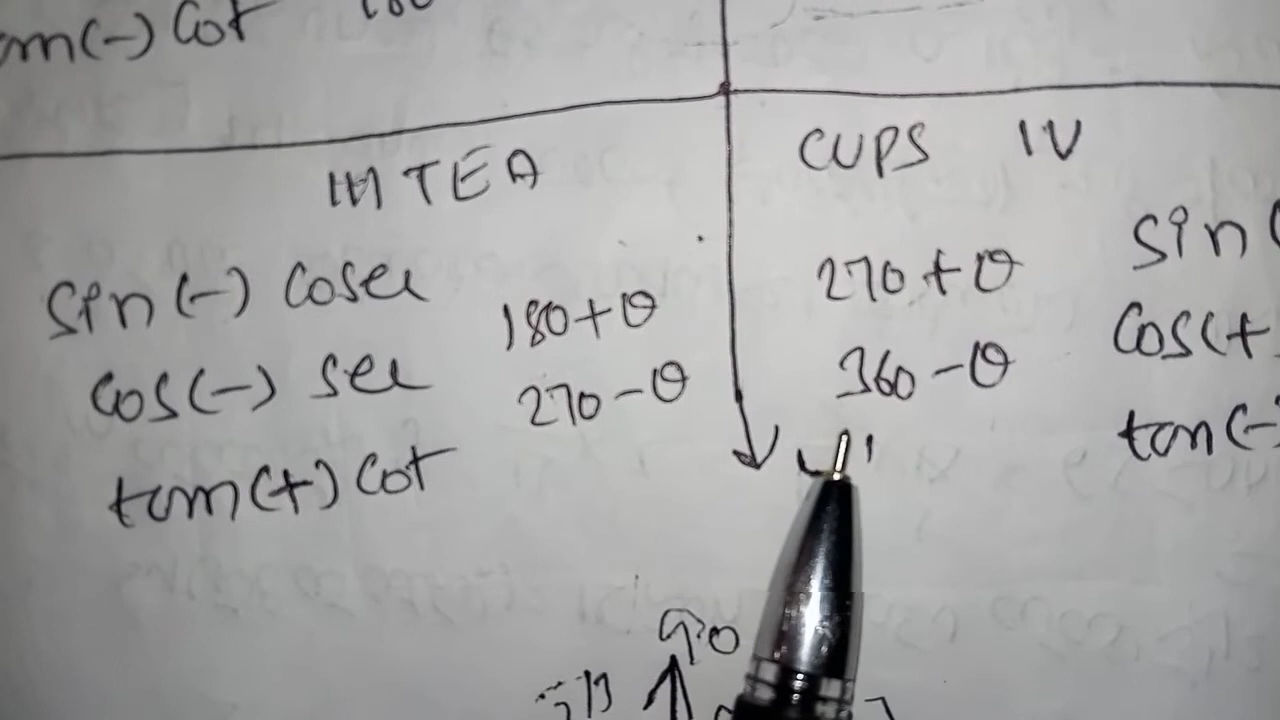 tan(-) cot
III TEA
CUPS IV
sin(-) cosec
180+θ
cos(-) sec
270-θ
tan(+) cot
270+θ
360-θ
sin(
cos(+
tan(-)
90